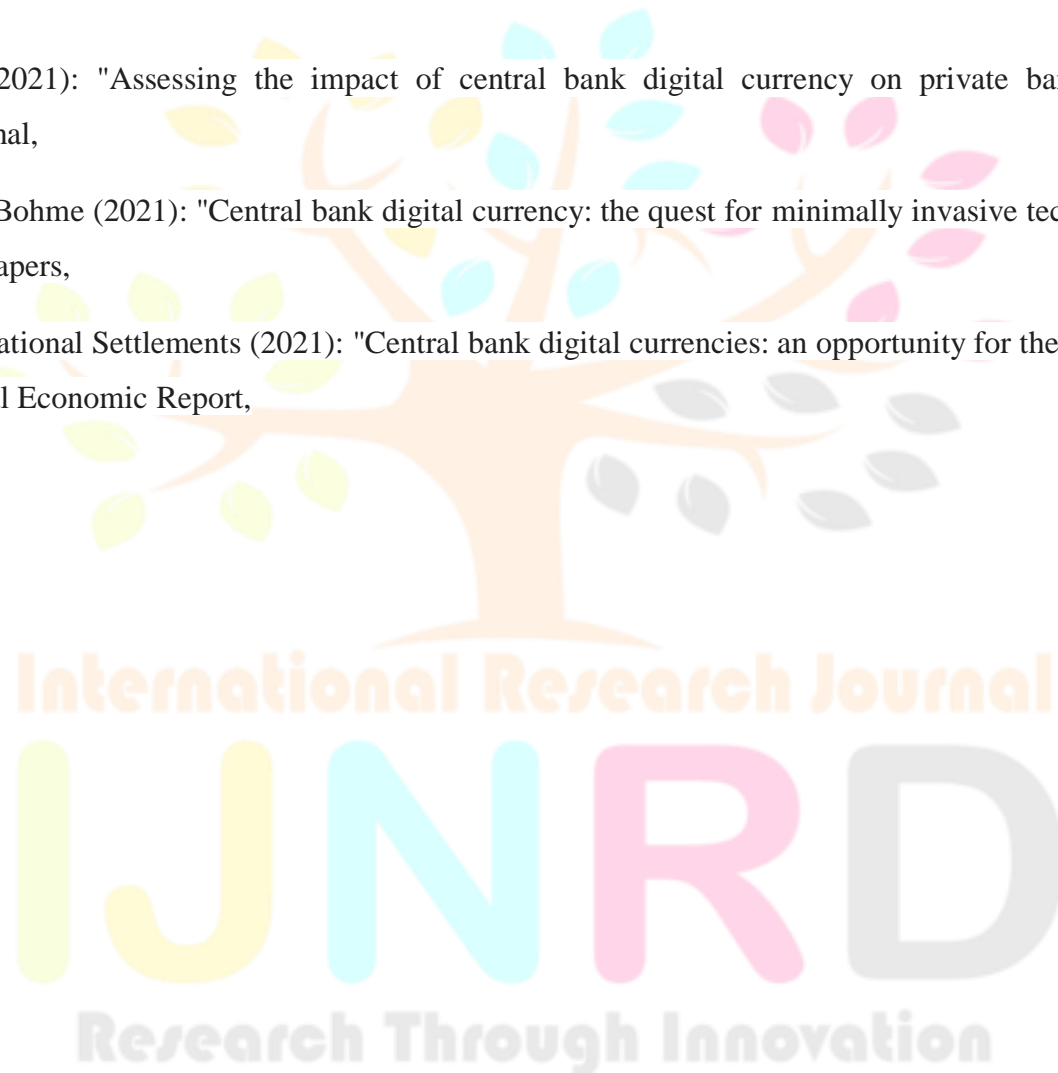 2021): "Assessing the impact of central bank digital currency on private ba
nal,
Bohme (2021): "Central bank digital currency: the quest for minimally invasive tec
apers,
ational Settlements (2021): "Central bank digital currencies: an opportunity for the
l Economic Report,
International Research Journal
IJNRD
Research Through Innovation